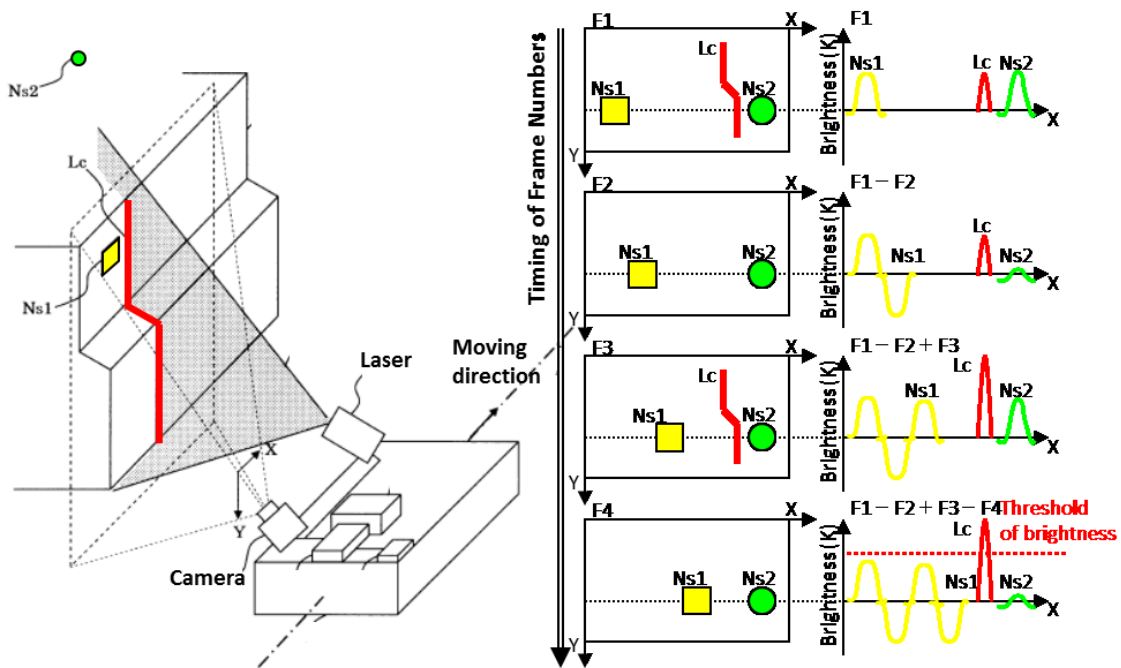 Ns2
Lc
Ns1
X
Y
Laser
Camera
Moving
direction
Timing of Frame Numbers
F1
X
Lc
Ns1
Ns2
Y
Brightness(K)
F1
Ns1
Lc
Ns2
X
F2
X
Ns1
Ns2
Y
Brightness(K)
F1-F2
Lc
Ns1
Ns2
X
F3
X
Lc
Ns1
Ns2
Y
Brightness(K)
F1-F2+F3
Lc
Ns1
Ns2
X
F4
X
Ns1
Ns2
Y
Brightness(K)
F1-F2+F3-F4
Threshold
of brightness
Lc
Ns1
Ns2
X